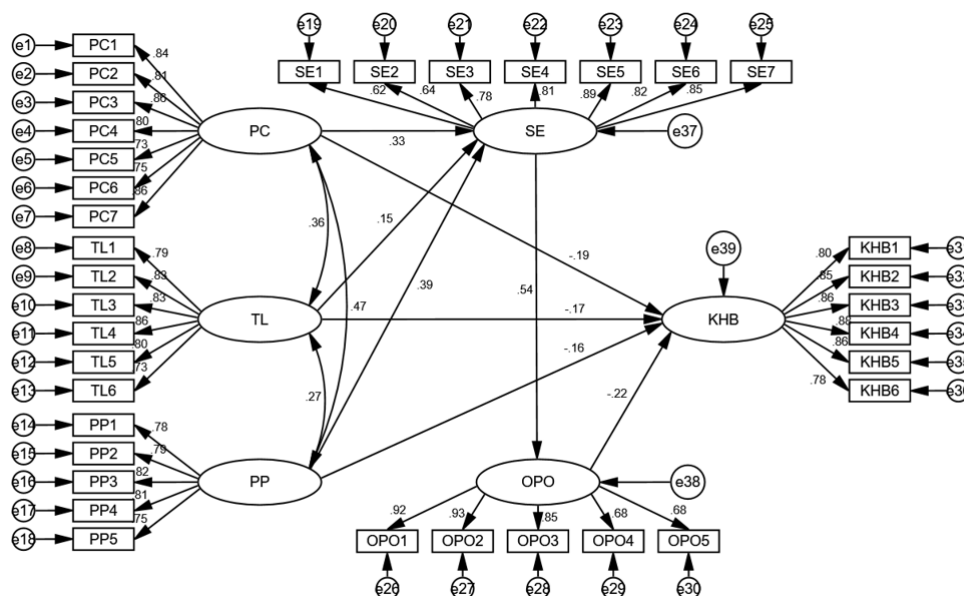 e19 e20 e21 e22 e23 e24 e25
e1 PC1 SE1 SE2 SE3 SE4 SE5 SE6 SE7
.84
e2 PC2 .62 .64 .78 .81 .89 .82 .85
.81
e3 PC3 .86
e4 PC4 .80 PC SE e37
.33
e5 PC5 .73
e6 PC6 .75
e7 PC7 .86
.36 .15
e8 TL1 .79 e39 KHB1
.80
e9 TL2 .83 -.19 .85 KHB2
e10 TL3 .83 .47 .39 .54 .86 KHB3
e11 TL4 .86 TL -.17 KHB .88 KHB4
e12 TL5 .80 .86 KHB5
e13 TL6 .73 -.16 .78 KHB6
.27 -.22
e14 PP1 .78
e15 PP2 .79
e16 PP3 .82 PP OPO e38
e17 PP4 .81
.92 .93 .85 .68 .68
e18 PP5 .75 OPO1 OPO2 OPO3 OPO4 OPO5
e26 e27 e28 e29 e30